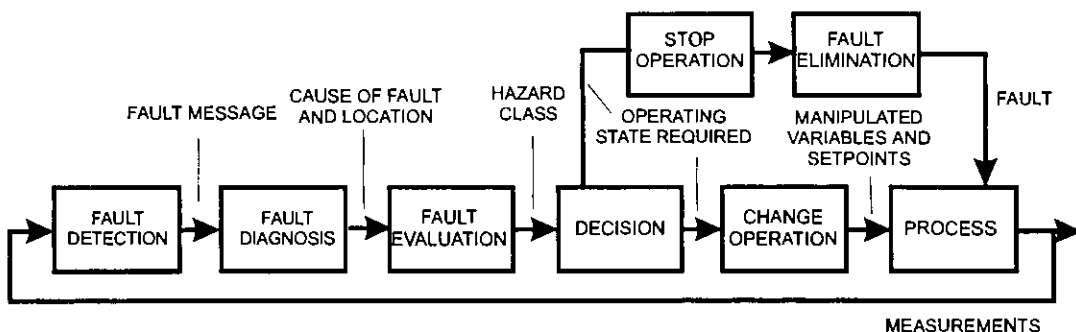 STOP
OPERATION
FAULT
ELIMINATION
FAULT
FAULT MESSAGE
CAUSE OF FAULT
AND LOCATION
HAZARD
CLASS
OPERATING
STATE REQUIRED
MANIPULATED
VARIABLES AND
SETPOINTS
FAULT
DETECTION
FAULT
DIAGNOSIS
FAULT
EVALUATION
DECISION
CHANGE
OPERATION
PROCESS
MEASUREMENTS